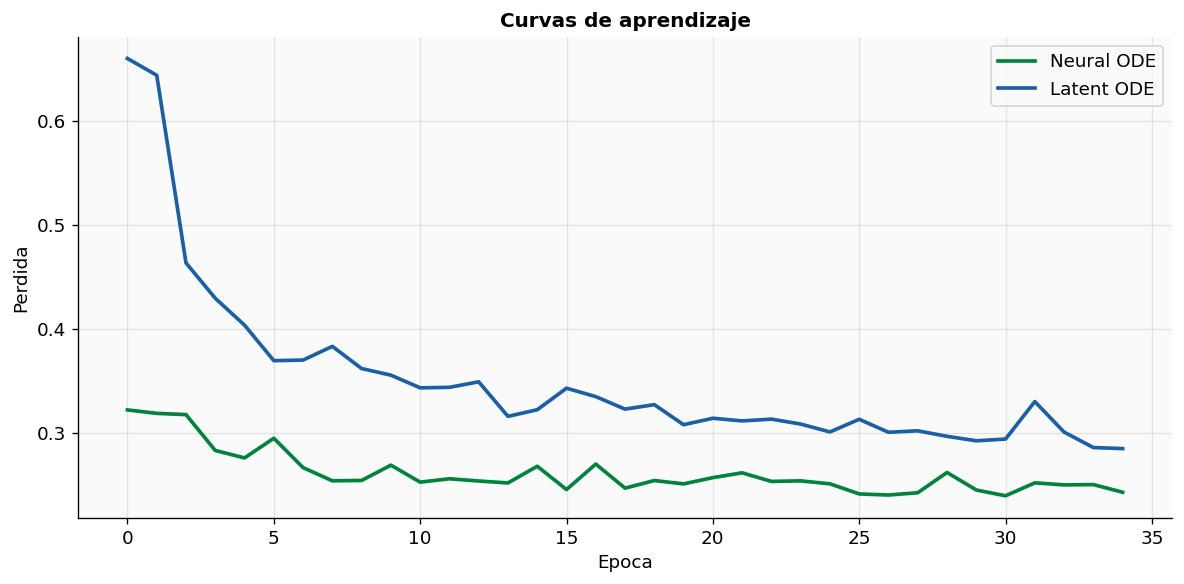 Curvas de aprendizaje
Neural ODE
Latent ODE
Perdida
0.6
0.5
0.4
0.3
0 5 10 15 20 25 30 35
Epoca